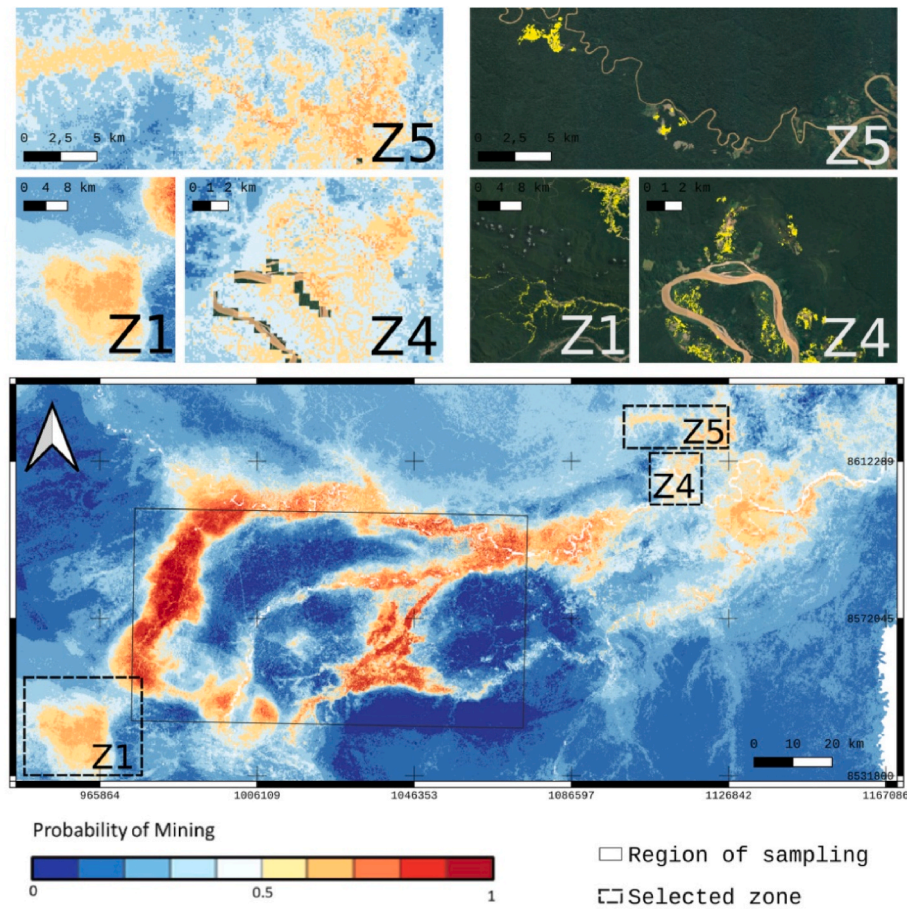 0 2,5 5 km
Z5
0 2,5 5 km
Z5
0 4 8 km
Z1
0 1 2 km
Z4
0 4 8 km
Z1
0 1 2 km
Z4
Z5
8612289
Z4
8572045
Z1
0 10 20 km
8531800
965864 1006109 1046353 1086597 1126842 1167086
Probability of Mining
0 0.5 1
Region of sampling
Selected zone